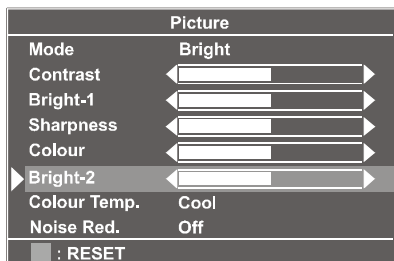 Picture
Mode Bright
Contrast
Bright-1
Sharpness
Colour
Bright-2
Colour Temp. Cool
Noise Red. Off
: RESET